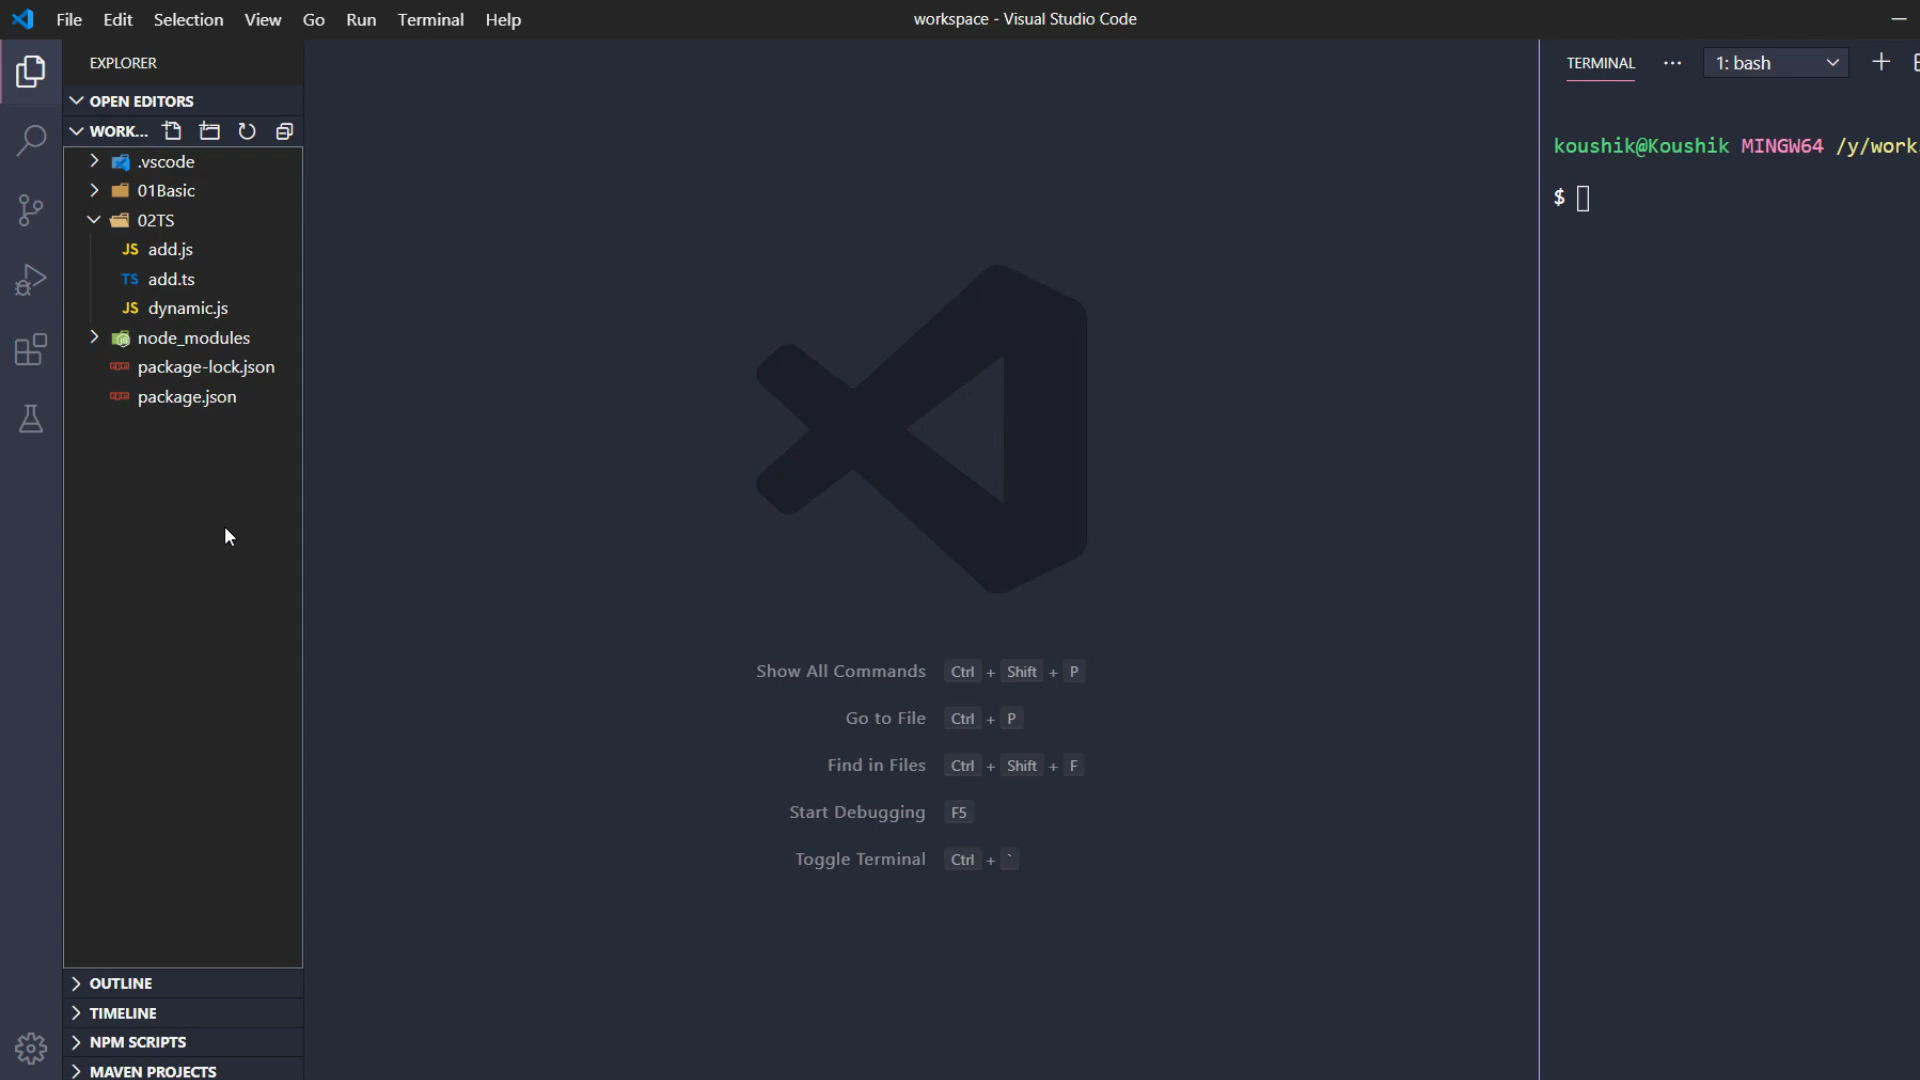 File Edit Selection View Go Run Terminal Help
workspace - Visual Studio Code
EXPLORER
OPEN EDITORS
WORK...
.vscode
01Basic
02TS
JS add.js
TS add.ts
JS dynamic.js
node_modules
package-lock.json
package.json
OUTLINE
TIMELINE
NPM SCRIPTS
MAVEN PROJECTS
Show All Commands Ctrl + Shift + P
Go to File Ctrl + P
Find in Files Ctrl + Shift + F
Start Debugging F5
Toggle Terminal Ctrl + `
TERMINAL ... 1: bash
koushik@Koushik MINGW64 /y/work
$